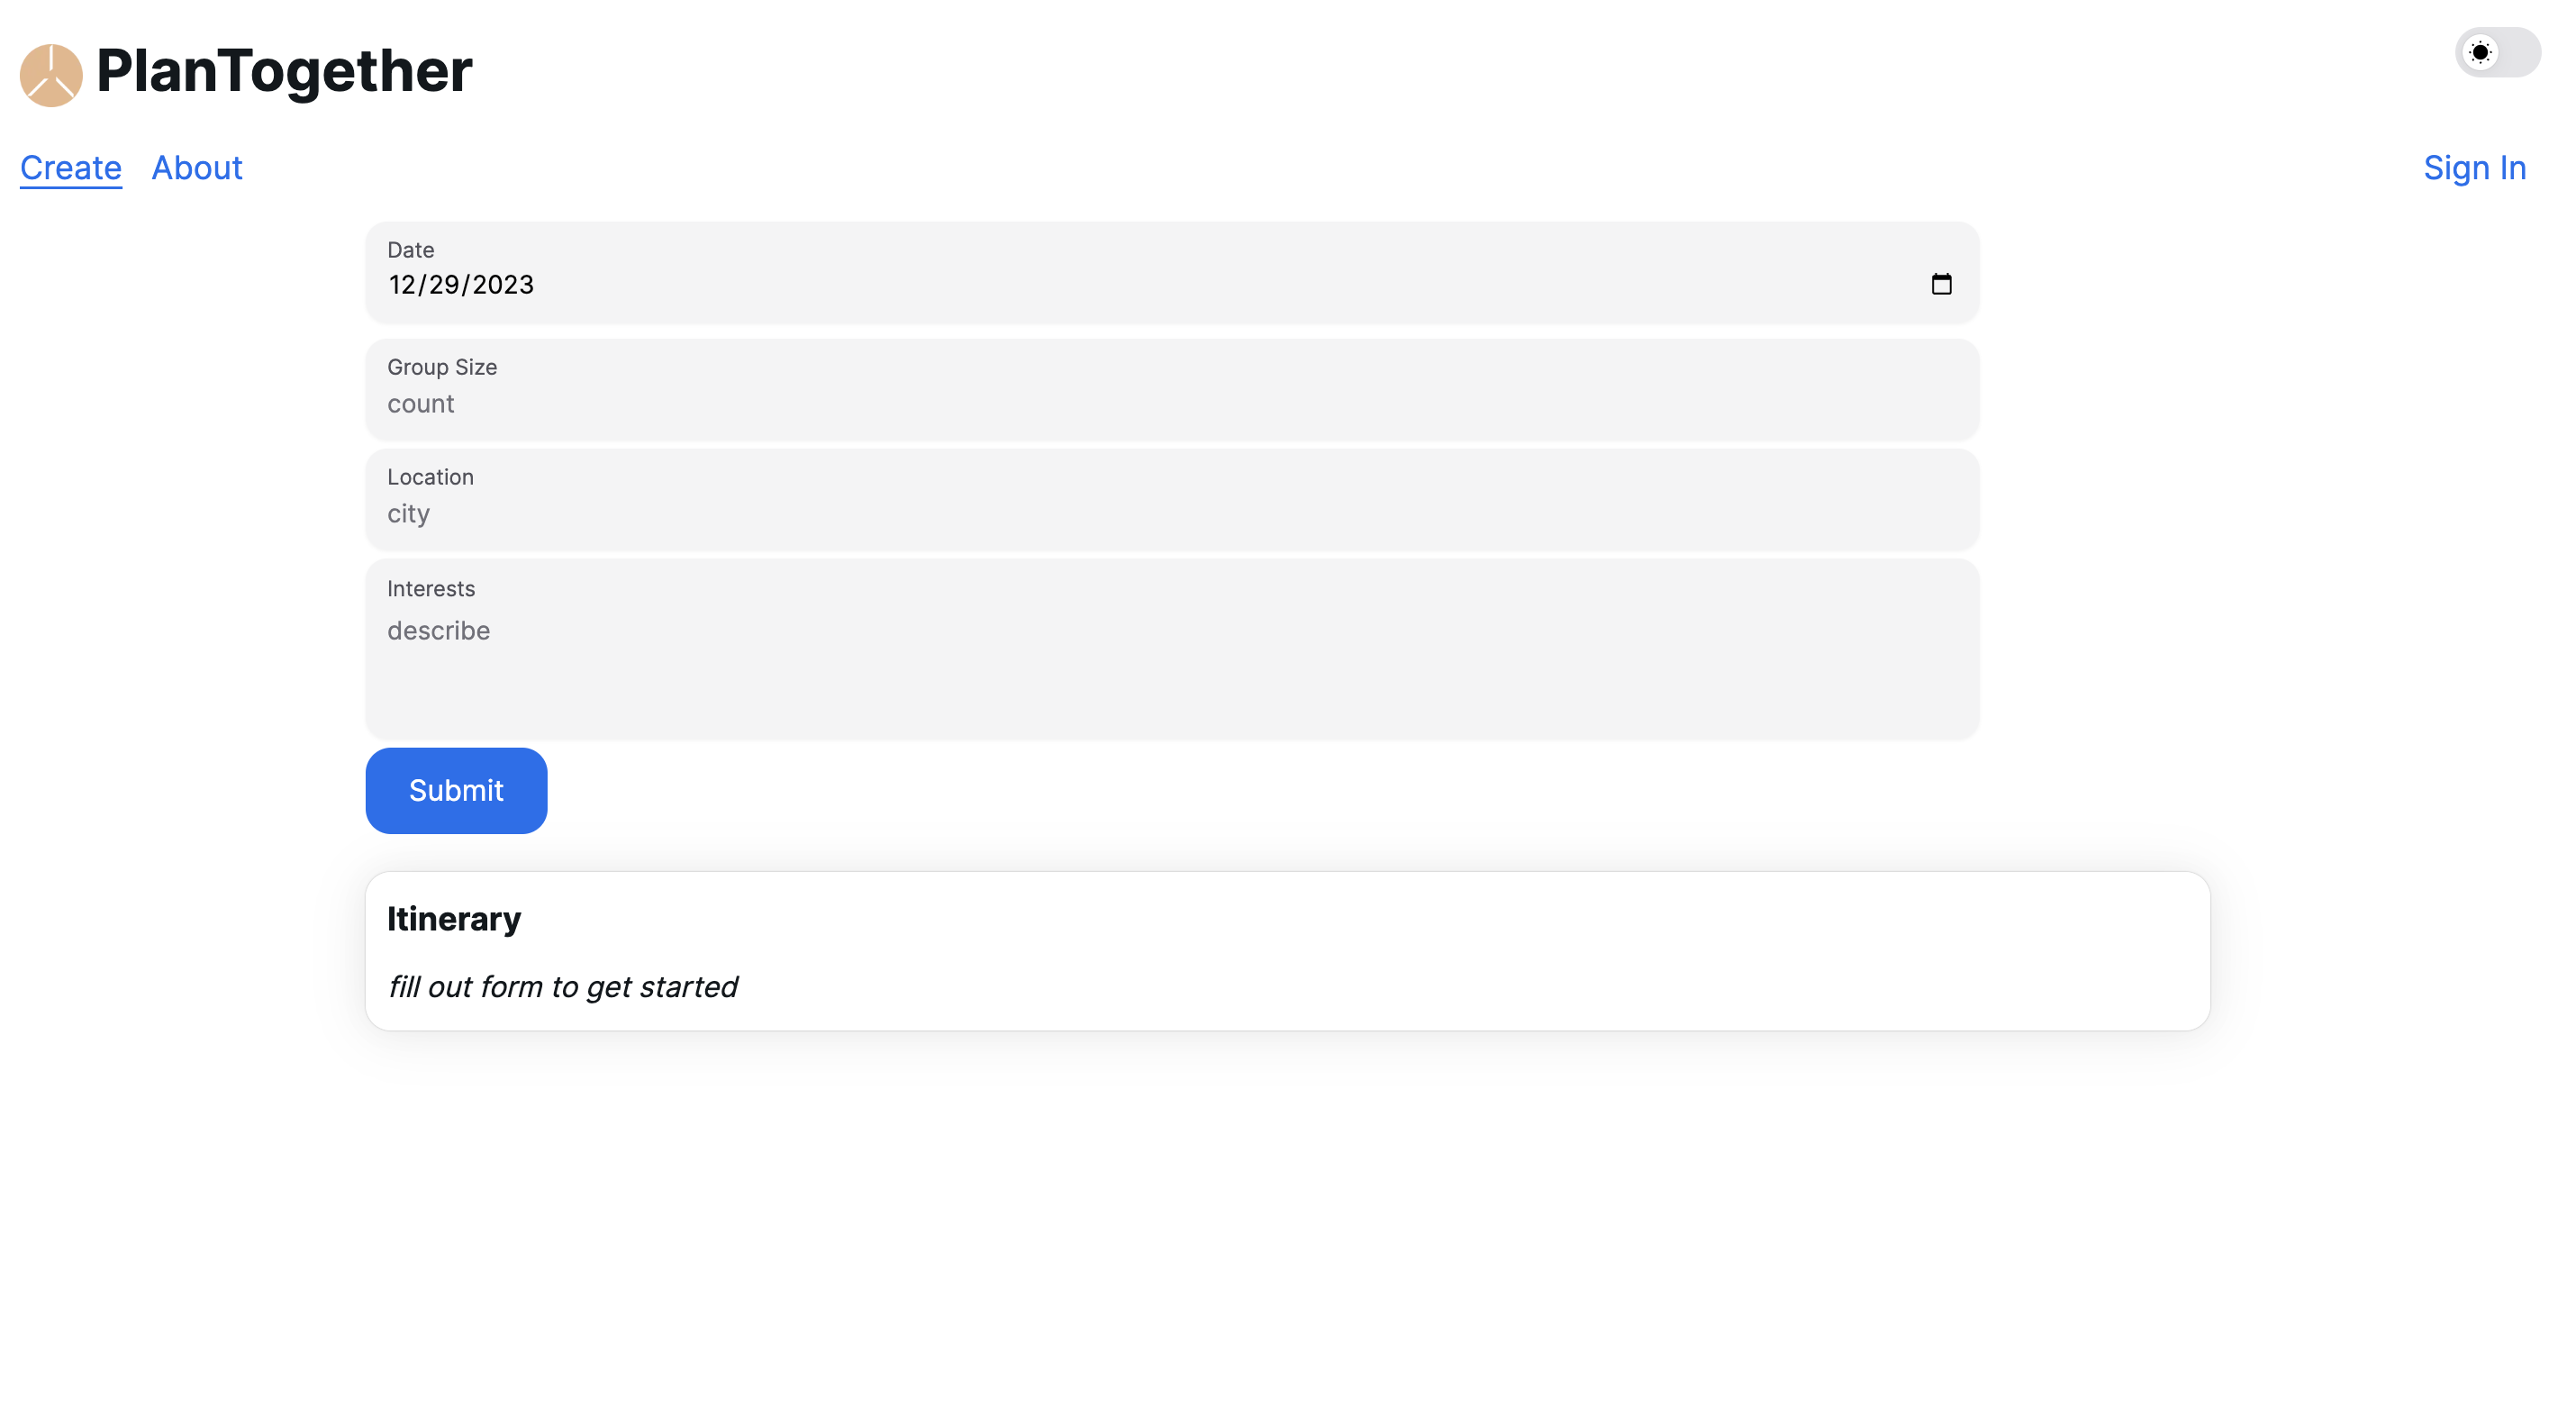 PlanTogether
Create About Sign In
Date
12/29/2023
Group Size
count
Location
city
Interests
describe
Submit
Itinerary
fill out form to get started